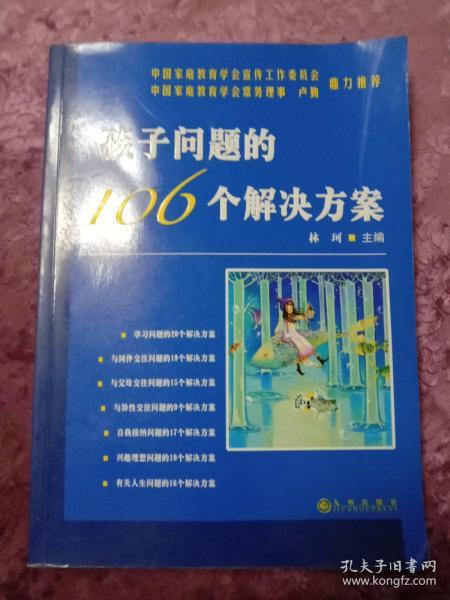 中国家庭教育学会宣传工作委员会
中国家庭教育学会常务理事 卢勤 鼎力推荐
孩子问题的
106个解决方案
林珂■主编
■ 学习问题的20个解决方案
■ 与同伴交往问题的19个解决方案
■ 与父母交往问题的15个解决方案
■ 与异性交往问题的9个解决方案
■ 自我接纳问题的17个解决方案
■ 兴趣理想问题的10个解决方案
■ 有关人生问题的16个解决方案
九州出版社
JIUZHOUPRESS
孔夫子旧书网
www.kongfz.com